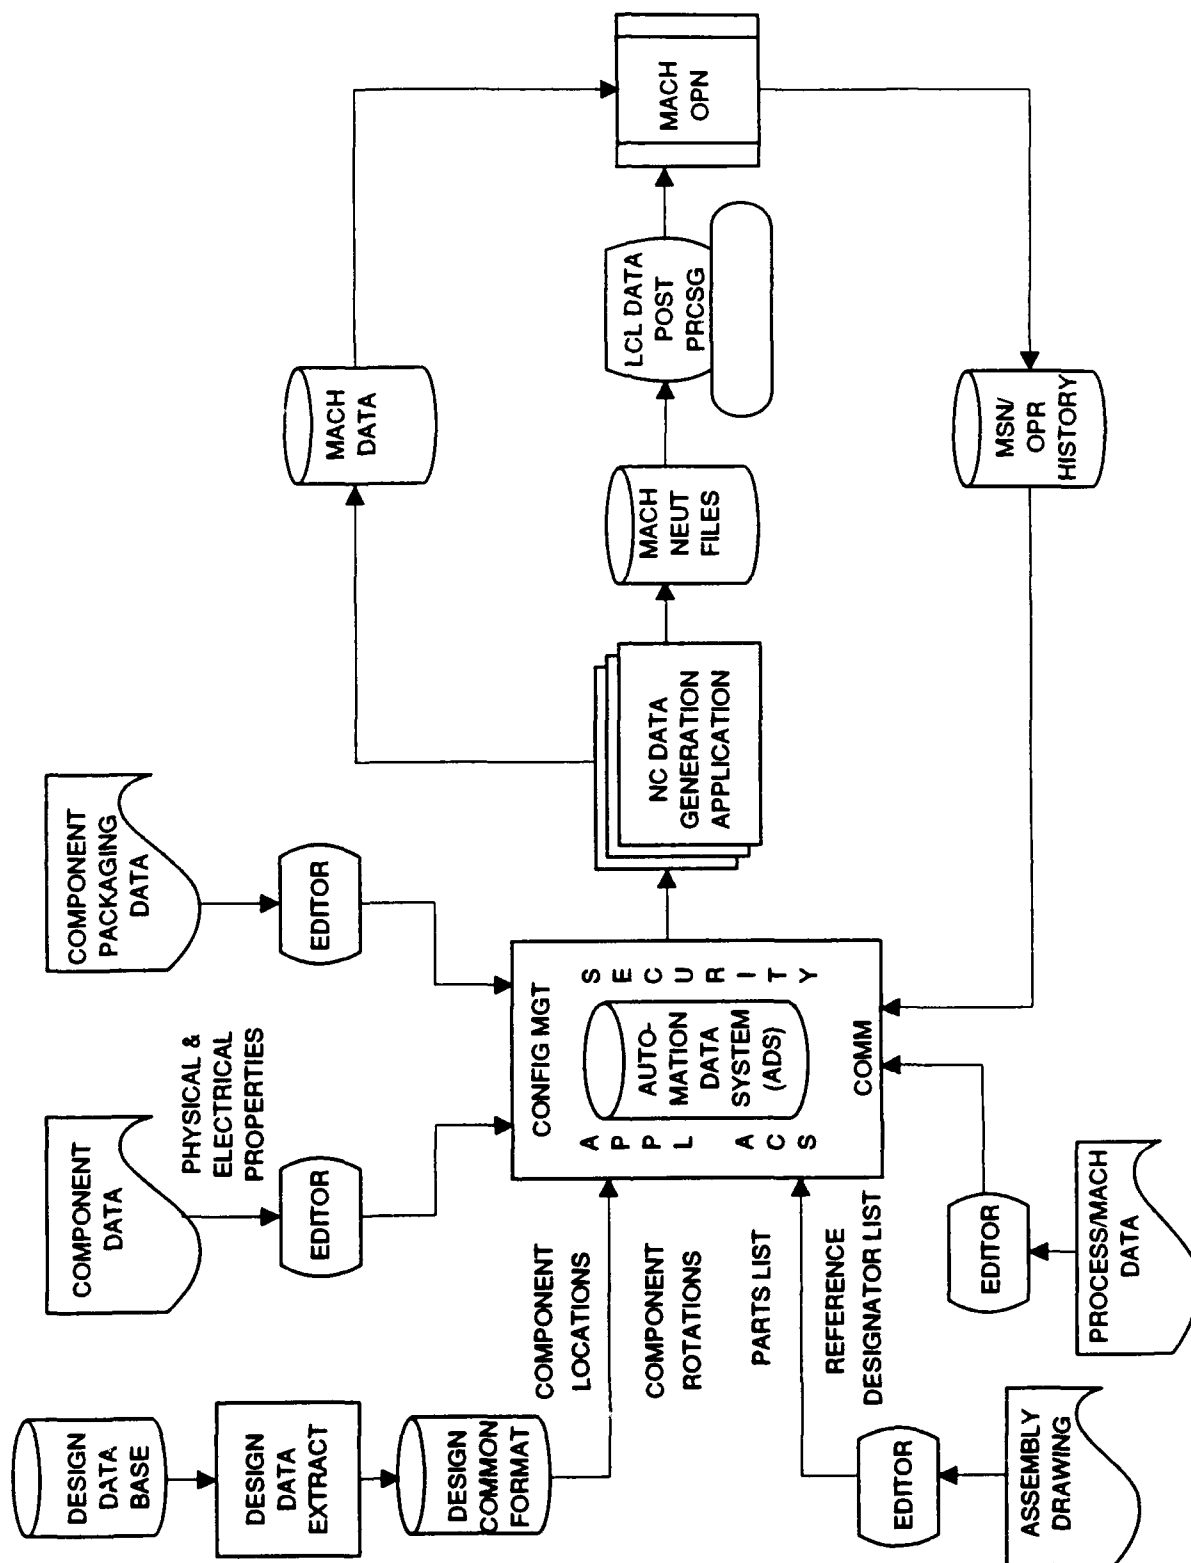 DESIGN
DATA
BASE
DESIGN
DATA
EXTRACT
DESIGN
COMMON
FORMAT
COMPONENT
DATA
PHYSICAL &
ELECTRICAL
PROPERTIES
EDITOR
COMPONENT
PACKAGING
DATA
EDITOR
COMPONENT
LOCATIONS
COMPONENT
ROTATIONS
PARTS LIST
REFERENCE
DESIGNATOR LIST
ASSEMBLY
DRAWING
EDITOR
PROCESS/MACH
DATA
EDITOR
CONFIG MGT
APPL ACS
AUTO-
MATION
DATA
SYSTEM
(ADS)
SECURITY
COMM
NC DATA
GENERATION
APPLICATION
MACH
DATA
MACH
NEUT
FILES
LCL DATA
POST
PRCSG
MACH
OPN
MSN/
OPR
HISTORY